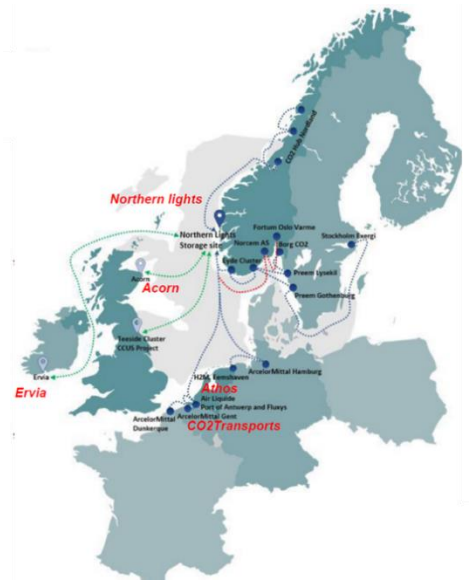 CO2 Hub Nordland
Northern lights
Northern Lights
Storage site
Fortum Oslo Varme
Stockholm Exergi
Norcem AS
Borg CO2
Eyde Cluster
Preem Lysekil
Preem Gothenburg
Acorn
Acorn
Teeside Cluster
CCUS Project
Ervia
Ervia
ArcelorMittal Hamburg
H2M, Eemshaven
Athos
Air Liquide
Port of Antwerp and Fluxys
ArcelorMittal Gent
ArcelorMittal
Dunkerque
CO2Transports